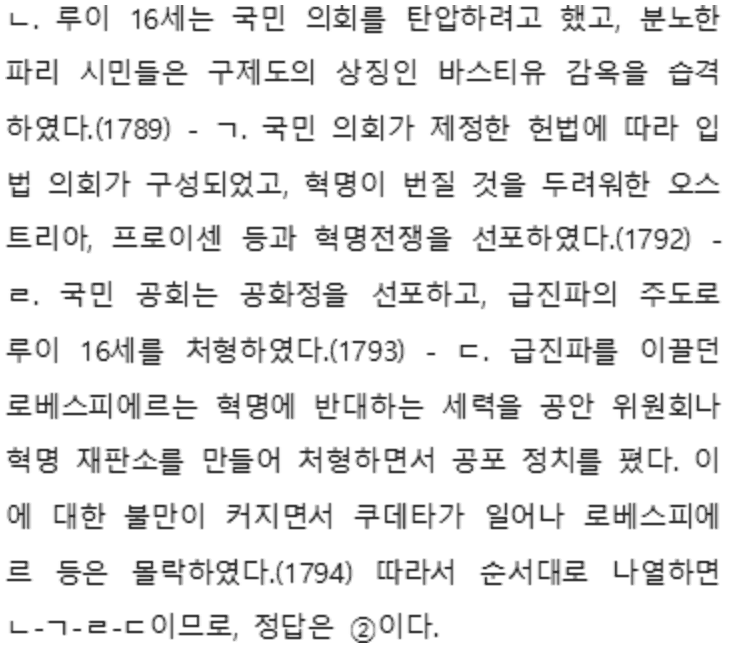 ㄴ. 루이 16세는 국민 의회를 탄압하려고 했고, 분노한
파리 시민들은 구제도의 상징인 바스티유 감옥을 습격
하였다.(1789) - ㄱ. 국민 의회가 제정한 헌법에 따라 입
법 의회가 구성되었고, 혁명이 번질 것을 두려워한 오스
트리아, 프로이센 등과 혁명전쟁을 선포하였다.(1792) -
ㄹ. 국민 공회는 공화정을 선포하고, 급진파의 주도로
루이 16세를 처형하였다.(1793) - ㄷ. 급진파를 이끌던
로베스피에르는 혁명에 반대하는 세력을 공안 위원회나
혁명 재판소를 만들어 처형하면서 공포 정치를 폈다. 이
에 대한 불만이 커지면서 쿠데타가 일어나 로베스피에
르 등은 몰락하였다.(1794) 따라서 순서대로 나열하면
ㄴ-ㄱ-ㄹ-ㄷ이므로, 정답은 ②이다.